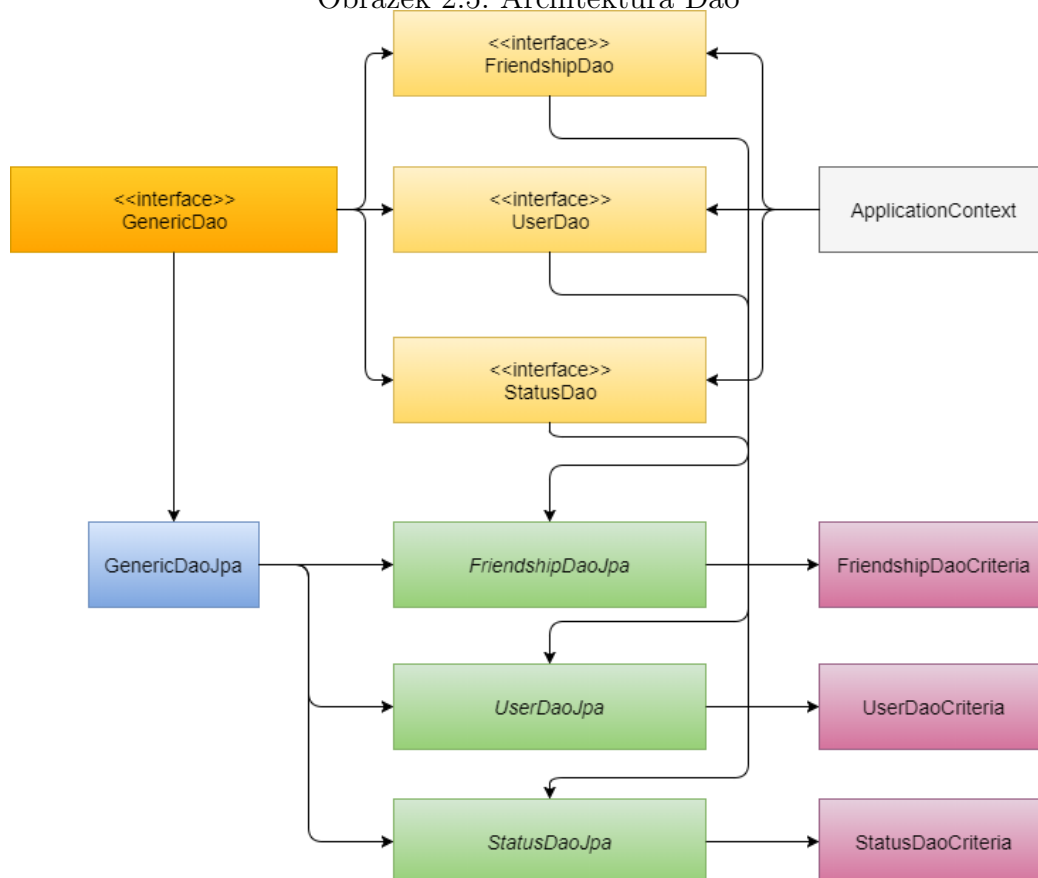 Obrázek 2.5: Architektura Dao
<<interface>>
FriendshipDao
<<interface>>
GenericDao
<<interface>>
UserDao
ApplicationContext
<<interface>>
StatusDao
GenericDaoJpa
FriendshipDaoJpa
FriendshipDaoCriteria
UserDaoJpa
UserDaoCriteria
StatusDaoJpa
StatusDaoCriteria